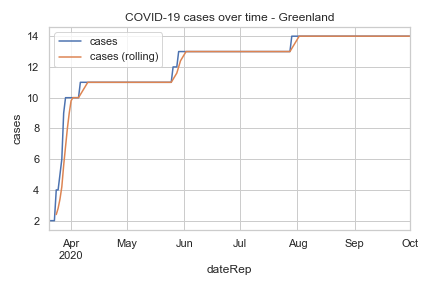 COVID-19 cases over time - Greenland
cases
cases (rolling)
14
12
10
8
6
4
2
cases
Apr
2020
May
Jun
Jul
Aug
Sep
Oct
dateRep